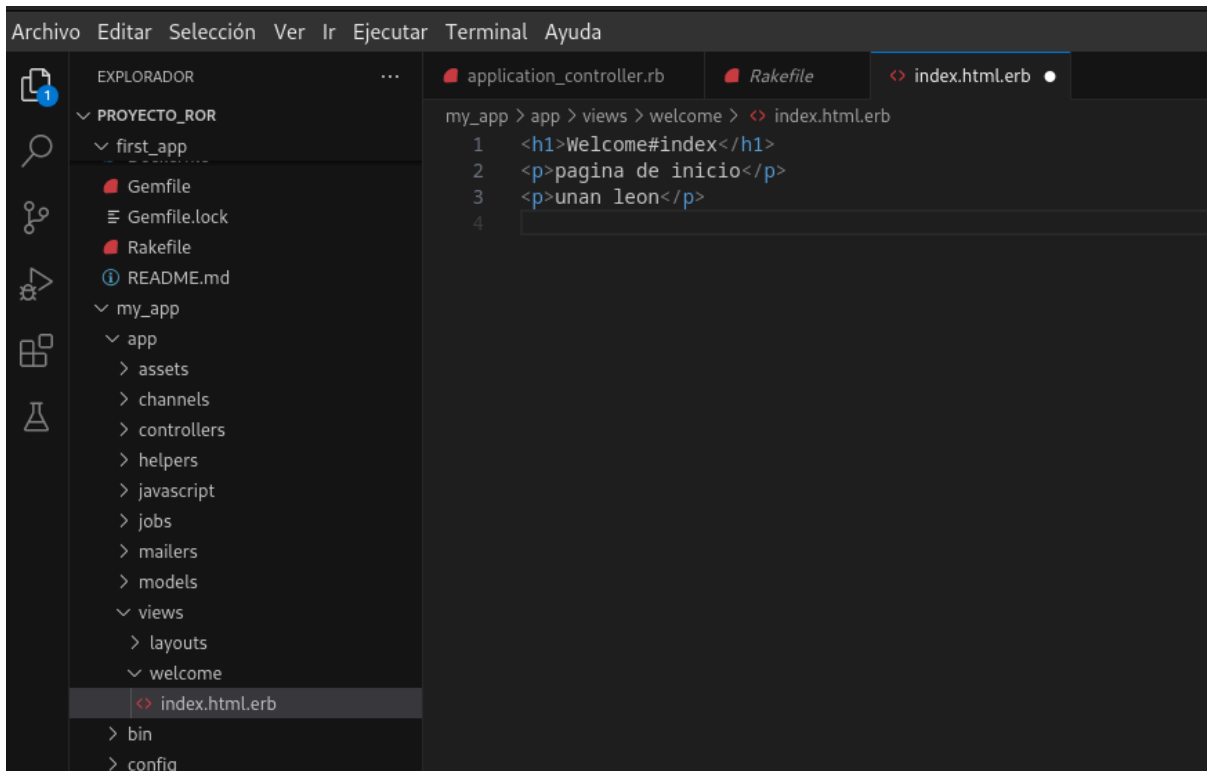 Archivo Editar Selección Ver Ir Ejecutar Terminal Ayuda
EXPLORADOR ...
PROYECTO_ROR
first_app
Gemfile
Gemfile.lock
Rakefile
README.md
my_app
app
assets
channels
controllers
helpers
javascript
jobs
mailers
models
views
layouts
welcome
index.html.erb
bin
config
1
application_controller.rb Rakefile index.html.erb
my_app > app > views > welcome > index.html.erb
1 <h1>Welcome#index</h1>
2 <p>pagina de inicio</p>
3 <p>unan leon</p>
4